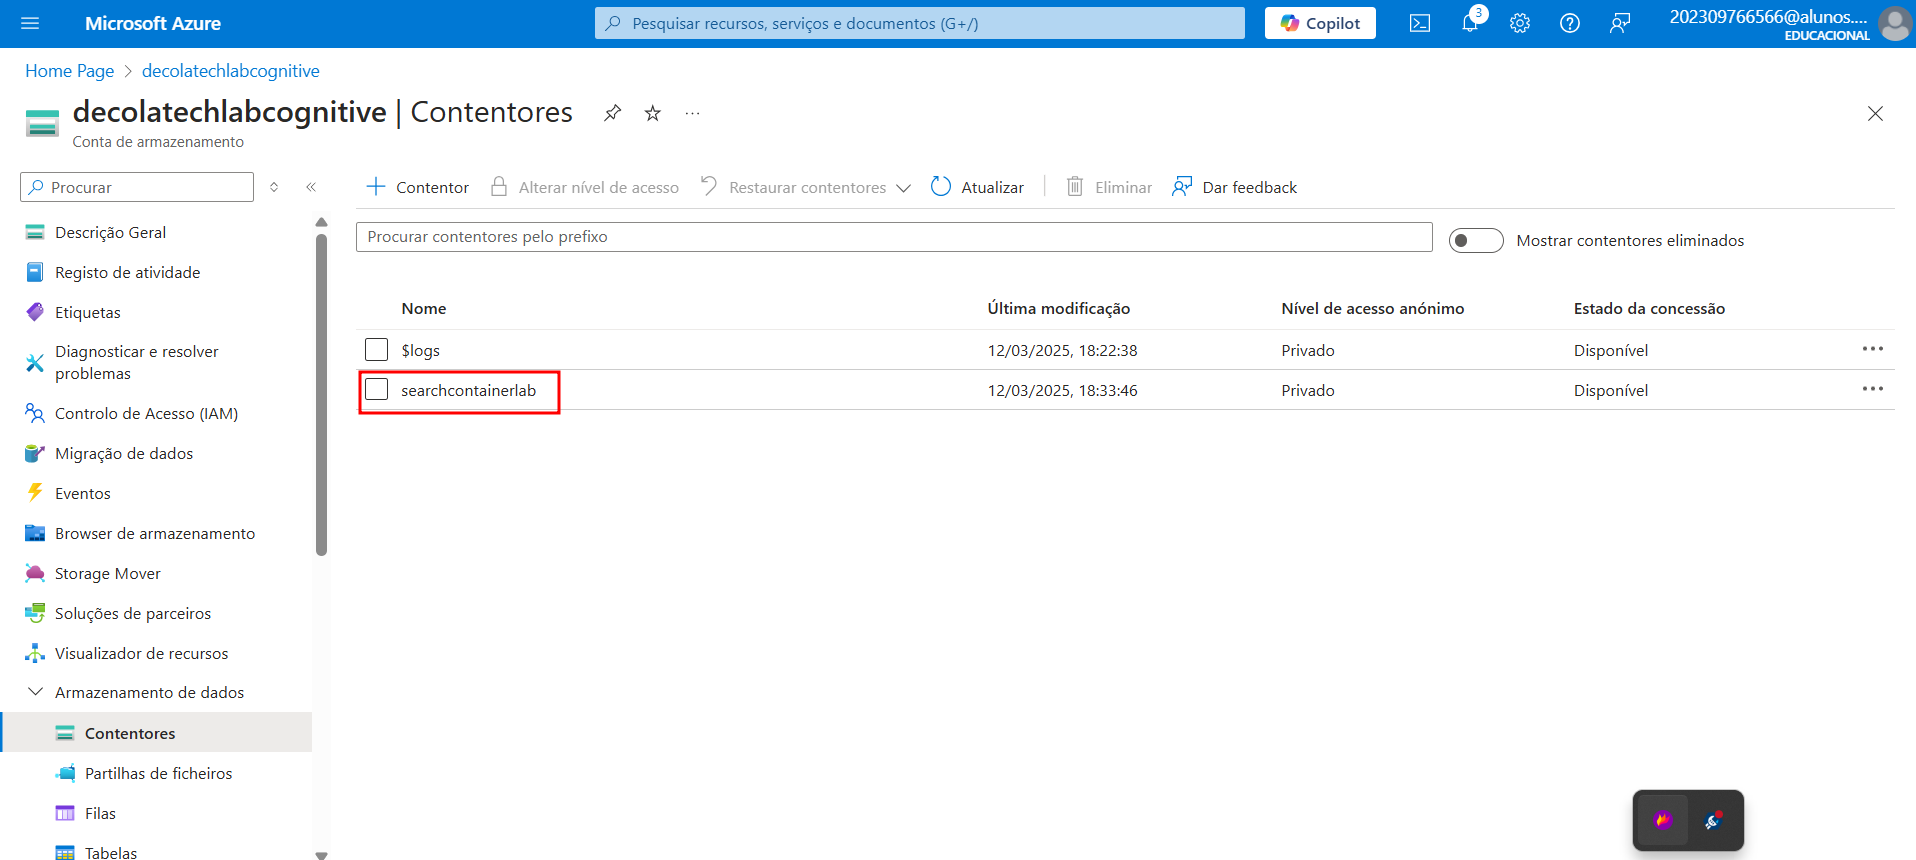 Microsoft Azure
Pesquisar recursos, serviços e documentos (G+/)
Copilot
3
202309766566@alunos....
EDUCACIONAL
Home Page > decolatechlabcognitive
decolatechlabcognitive | Contentores
Conta de armazenamento
Procurar
Contentor
Alterar nível de acesso
Restaurar contentores
Atualizar
Eliminar
Dar feedback
Procurar contentores pelo prefixo
Mostrar contentores eliminados
Descrição Geral
Registo de atividade
Etiquetas
Diagnosticar e resolver
problemas
Controlo de Acesso (IAM)
Migração de dados
Eventos
Browser de armazenamento
Storage Mover
Soluções de parceiros
Visualizador de recursos
Armazenamento de dados
Contentores
Partilhas de ficheiros
Filas
Tabelas
Nome Última modificação Nível de acesso anónimo Estado da concessão
$logs 12/03/2025, 18:22:38 Privado Disponível
searchcontainerlab 12/03/2025, 18:33:46 Privado Disponível